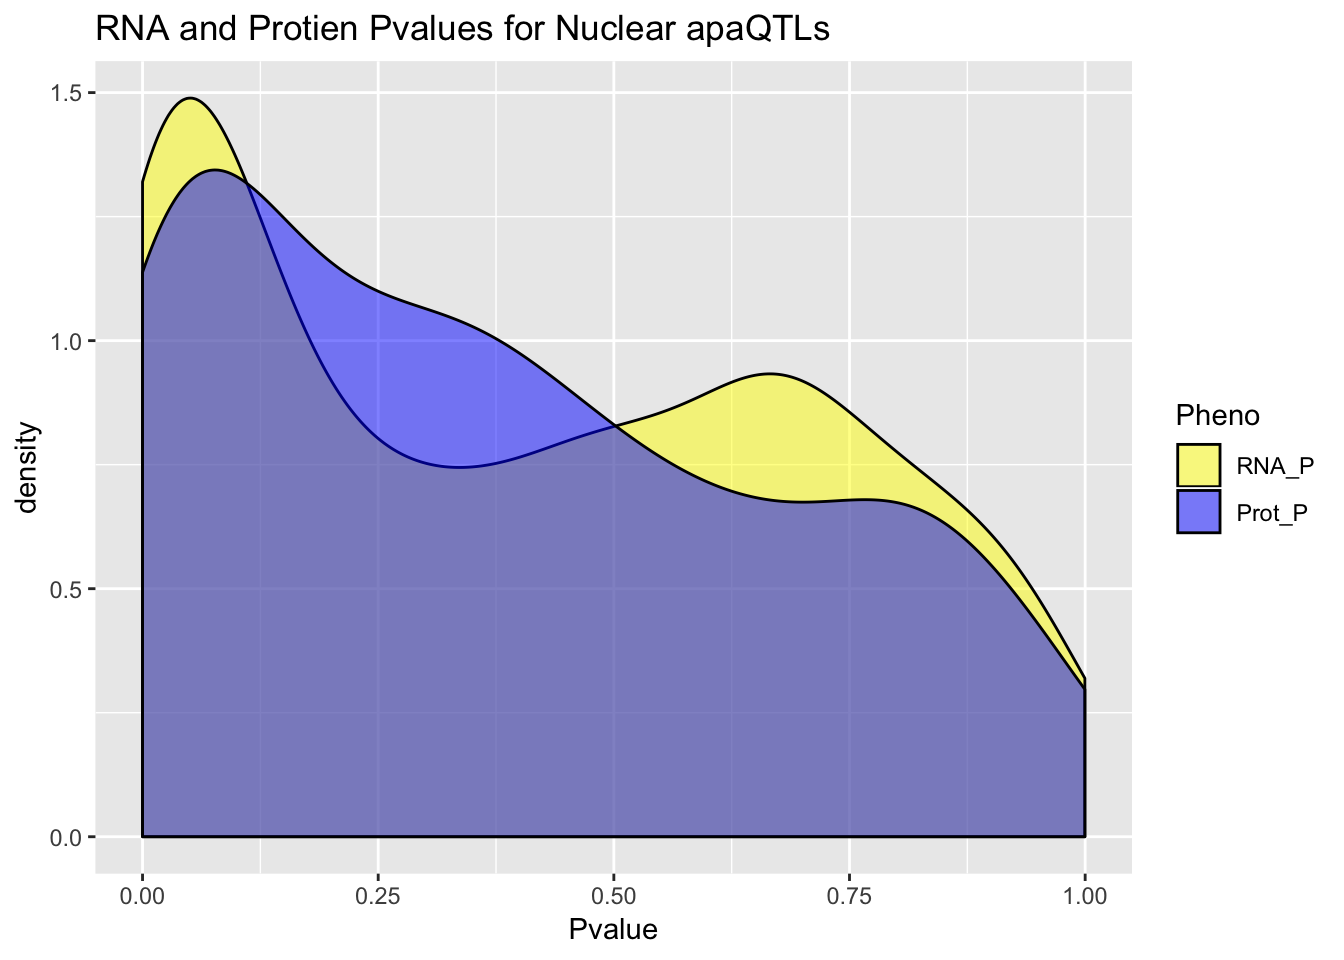 RNA and Protien Pvalues for Nuclear apaQTLs
1.5
1.0
0.5
0.0
density
0.00 0.25 0.50 0.75 1.00
Pvalue
Pheno
RNA_P
Prot_P